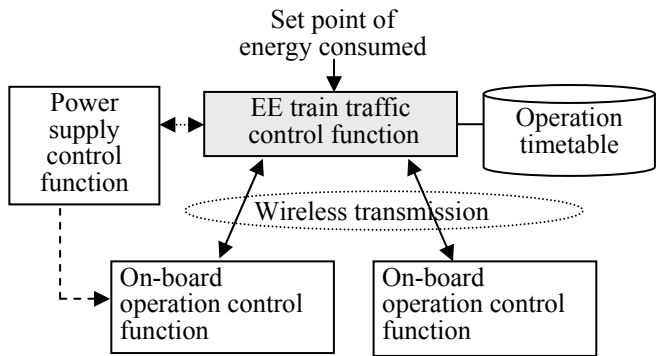 Set point of
energy consumed
Power
supply
control
function
EE train traffic
control function
Operation
timetable
Wireless transmission
On-board
operation control
function
On-board
operation control
function